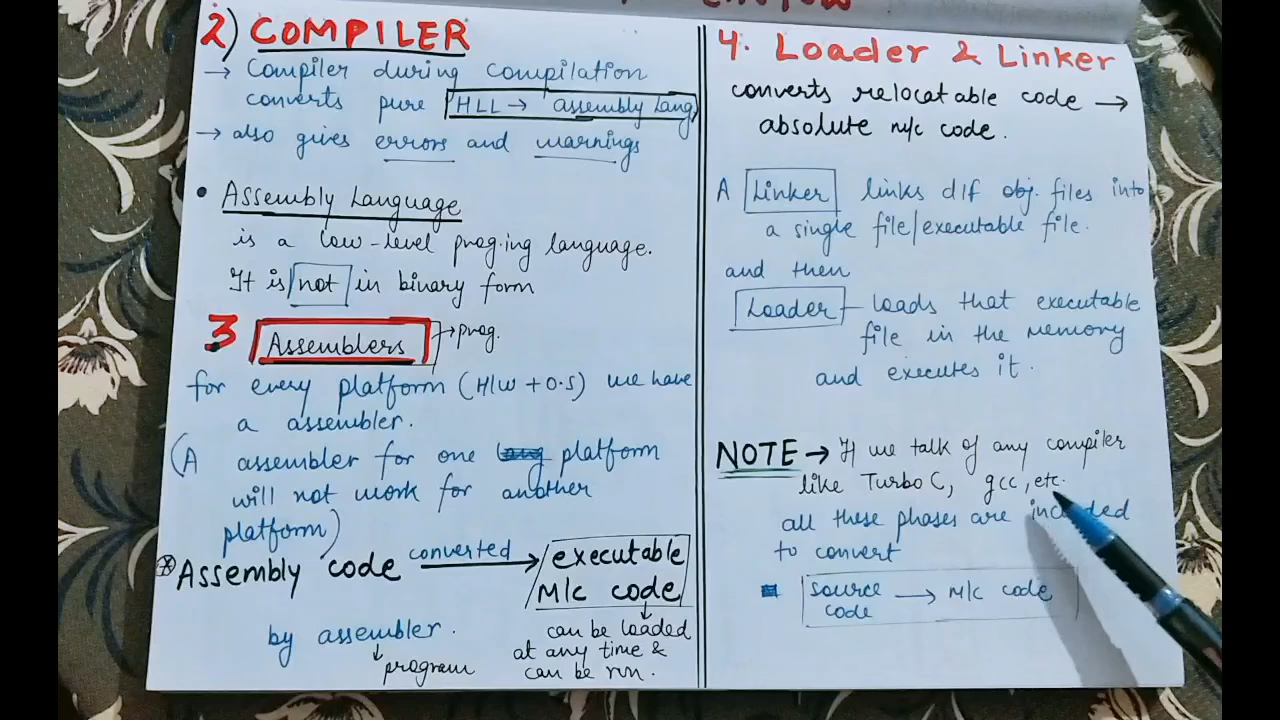 2) COMPILER
→ Compiler during compilation
converts pure HLL → assembly lang
→ also gives errors and warnings
• Assembly Language
is a low-level prog.ing language.
It is not in binary form
3 Assemblers → prog.
for every platform (H/W + O.S) we have
a assembler.
(A assembler for one platform
will not work for another
platform)
Assembly code converted → executable
M/c code
by assembler.
↓
program
↓
can be loaded
at any time &
can be run.
4. Loader & Linker
converts relocatable code →
absolute m/c code.
A Linker links d/f obj. files into
a single file/executable file.
and then
Loader - loads that executable
file in the memory
and executes it.
NOTE → If we talk of any compiler
like Turbo C, gcc, etc.
all these phases are included
to convert
source → M/c code
code